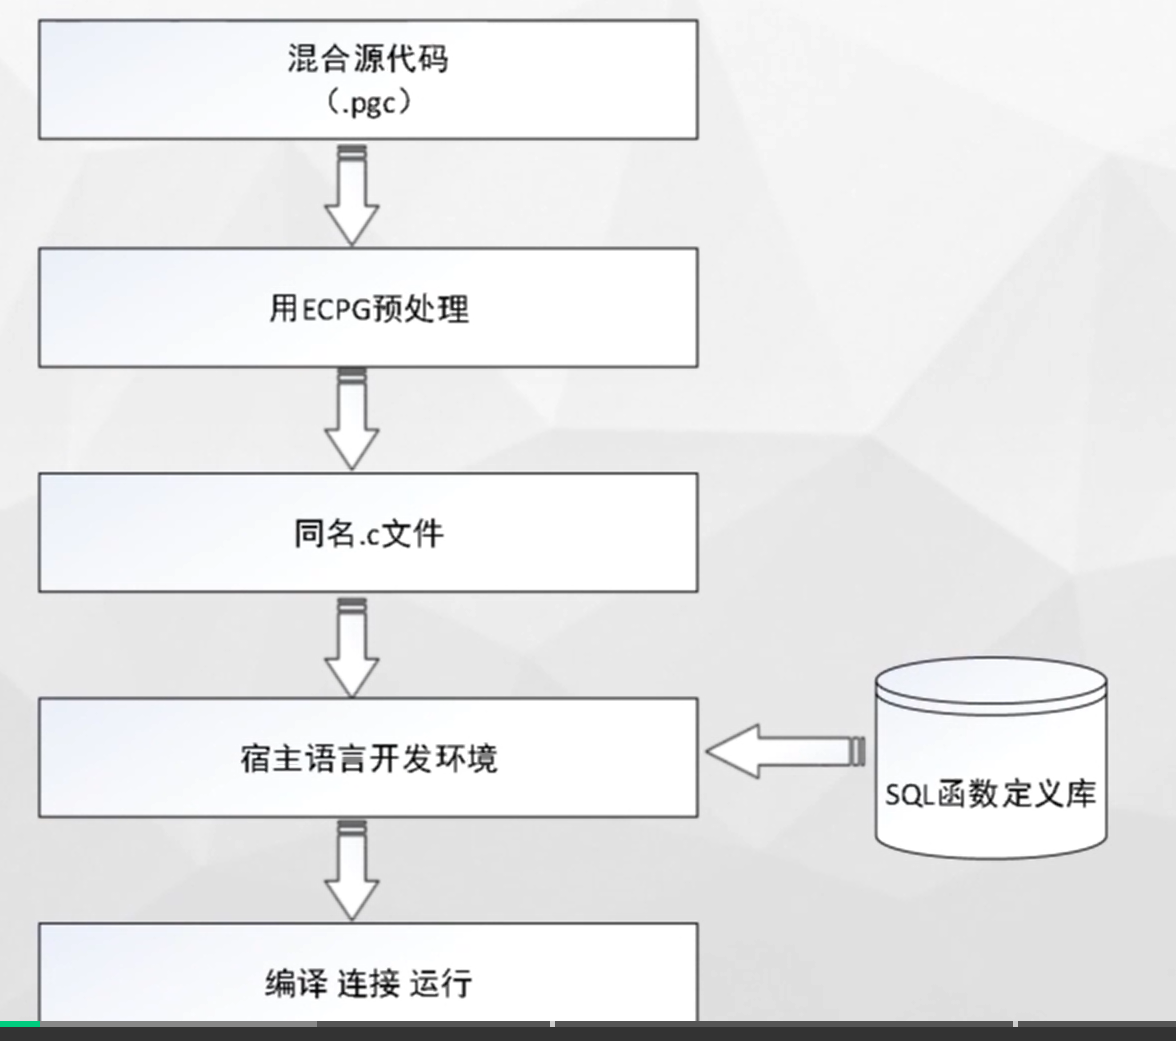 混合源代码
（.pgc）
用ECPG预处理
同名.c文件
宿主语言开发环境
SQL函数定义库
编译 连接 运行